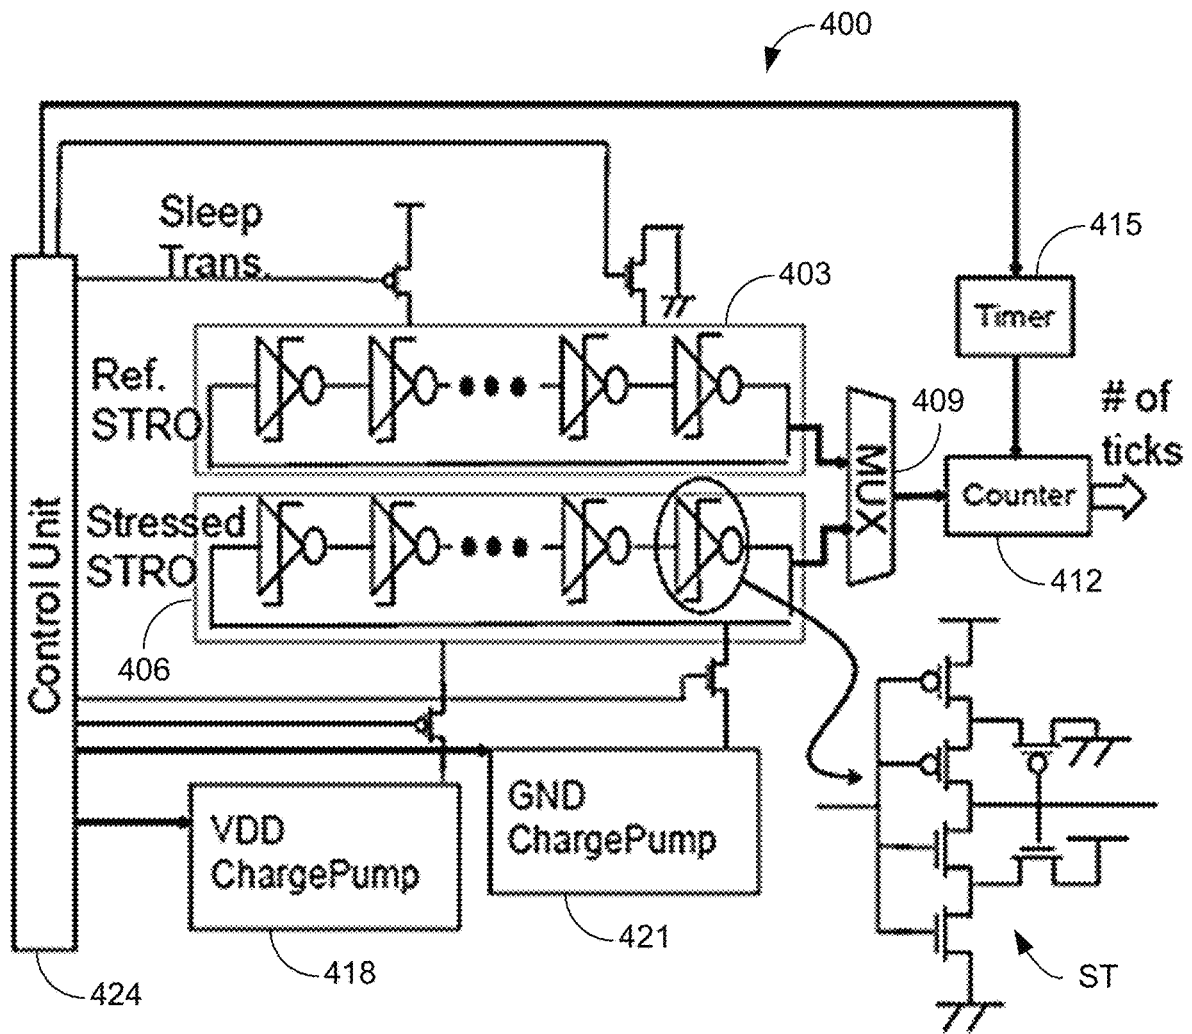 400
Sleep
Trans.
403
415
Timer
Ref.
STRO
409
MUX
# of
ticks
Counter
412
Stressed
STRO
406
Control Unit
VDD
ChargePump
GND
ChargePump
418
421
424
ST